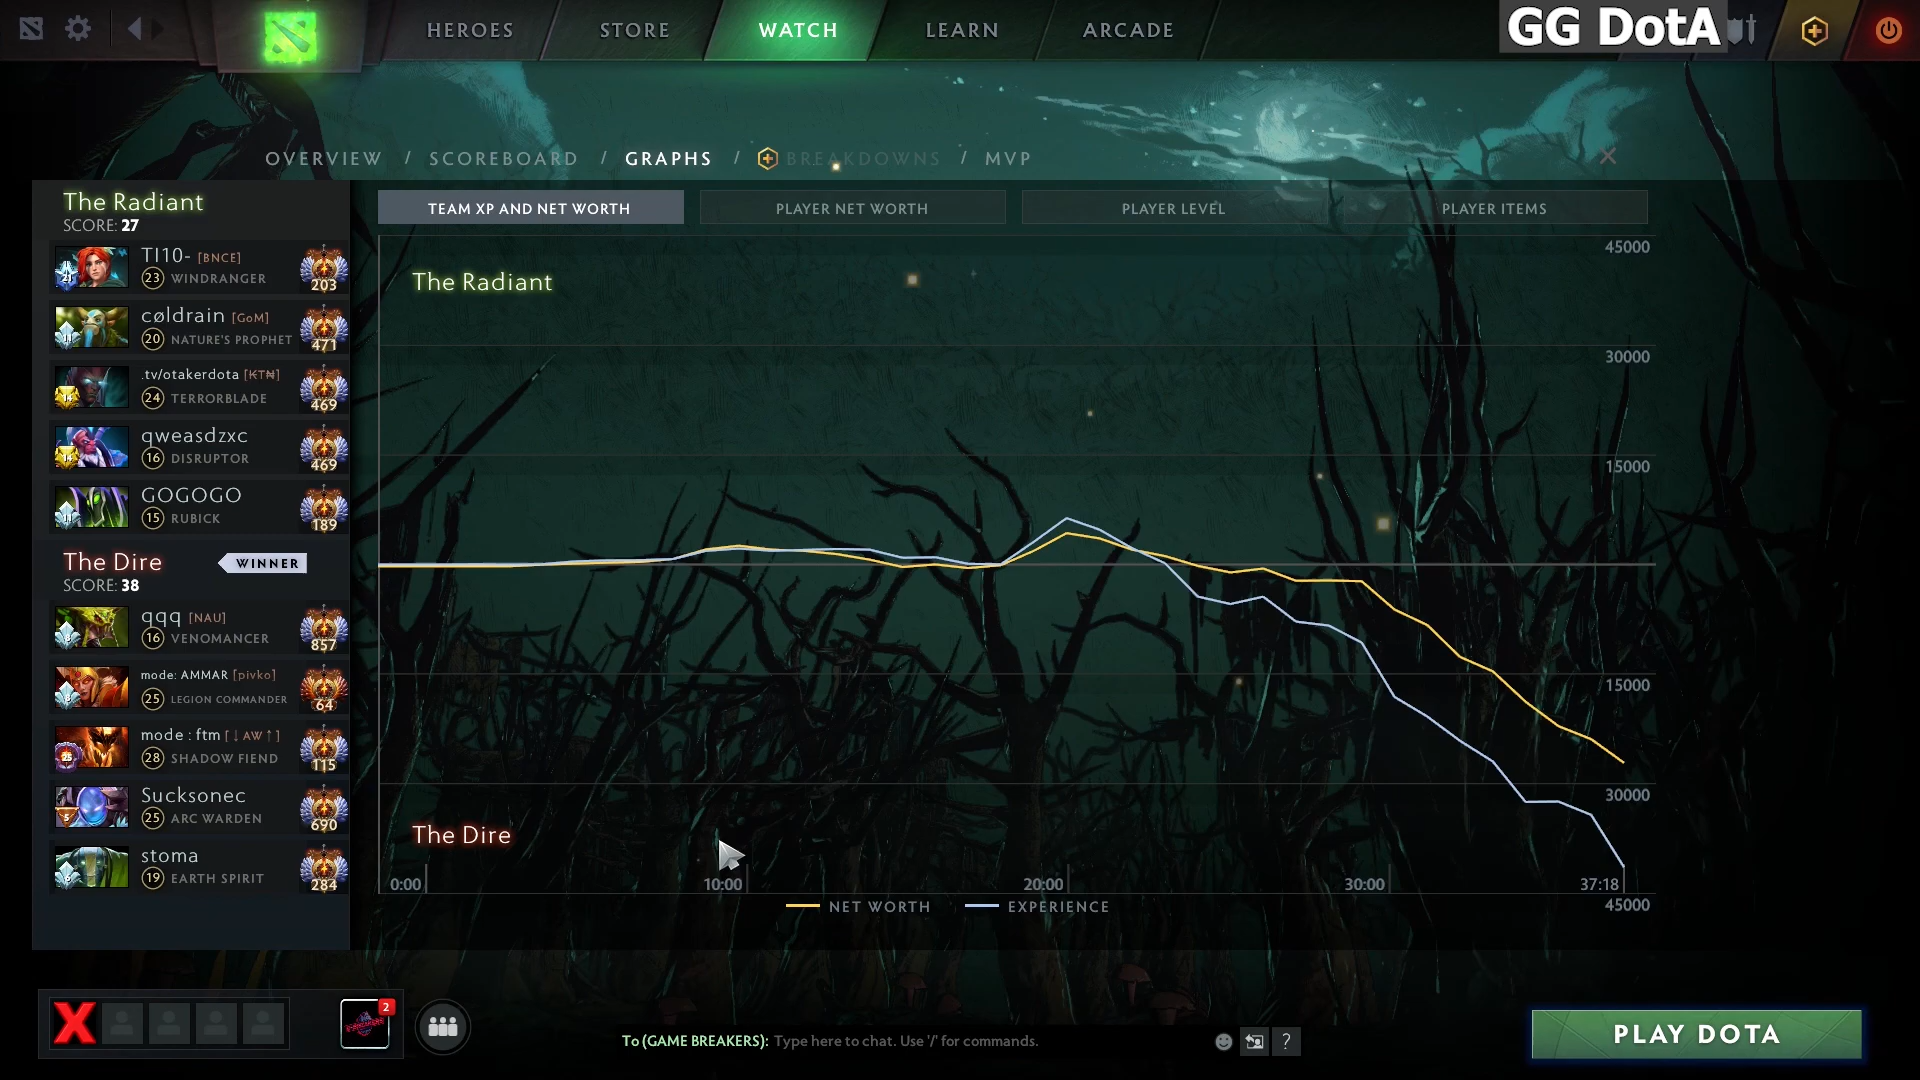 HEROES
STORE
WATCH
LEARN
ARCADE
GG DotA
OVERVIEW / SCOREBOARD / GRAPHS / BREAKDOWNS / MVP
TEAM XP AND NET WORTH
PLAYER NET WORTH
PLAYER LEVEL
PLAYER ITEMS
The Radiant
SCORE: 27
TI10- [BNCE]
23 WINDRANGER
203
cøldrain [GoM]
20 NATURE'S PROPHET
471
.tv/otakerdota [₭T₦]
24 TERRORBLADE
469
qweasdzxc
16 DISRUPTOR
469
GOGOGO
15 RUBICK
189
The Dire
WINNER
SCORE: 38
qqq [NAU]
16 VENOMANCER
857
mode: AMMAR [pivko]
25 LEGION COMMANDER
64
mode : ftm [↓AW↑]
28 SHADOW FIEND
115
Sucksonec
25 ARC WARDEN
690
stoma
19 EARTH SPIRIT
284
The Radiant
45000
30000
15000
15000
30000
45000
The Dire
0:00
10:00
20:00
30:00
37:18
NET WORTH
EXPERIENCE
2
To (GAME BREAKERS): Type here to chat. Use '/' for commands.
?
PLAY DOTA